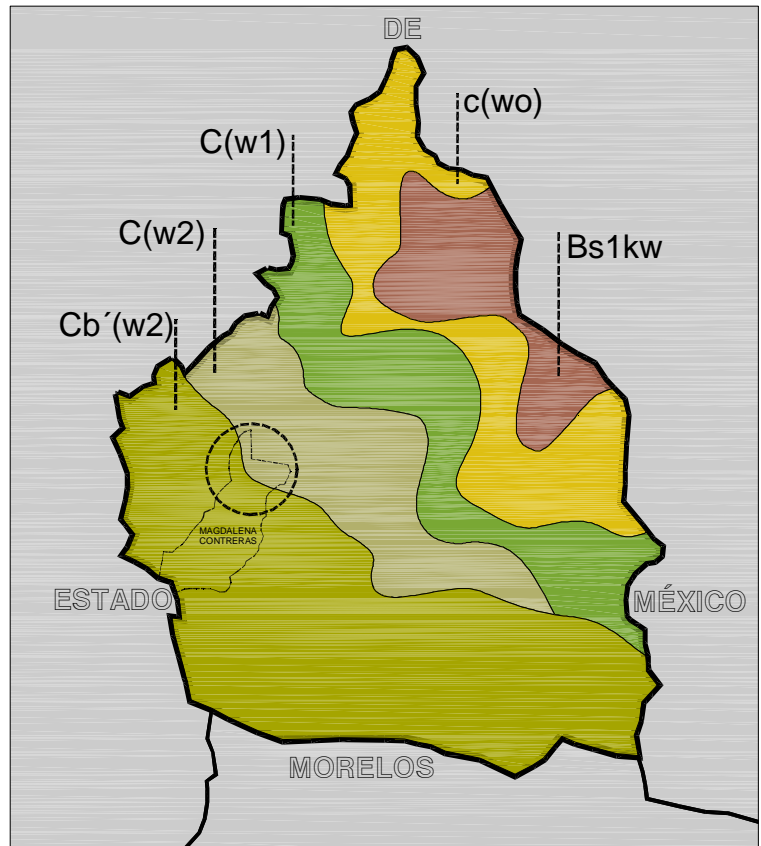 DE
c(wo)
C(w1)
C(w2)
Bs1kw
Cb´(w2)
MAGDALENA
CONTRERAS
ESTADO
MÉXICO
MORELOS